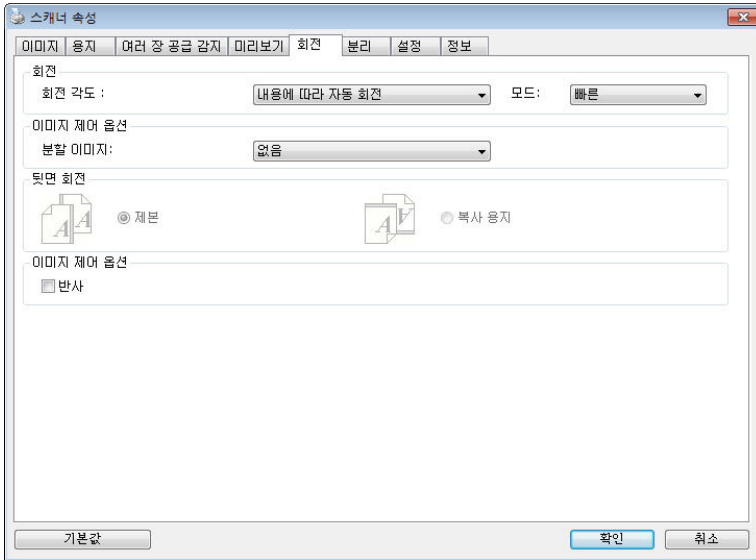 스캐너 속성
이미지 용지 여러 장 공급 감지 미리보기 회전 분리 설정 정보
회전
회전 각도 : 내용에 따라 자동 회전 모드: 빠른
이미지 제어 옵션
분할 이미지: 없음
뒷면 회전
A A 제본 A A 복사 용지
이미지 제어 옵션
반사
기본값 확인 취소